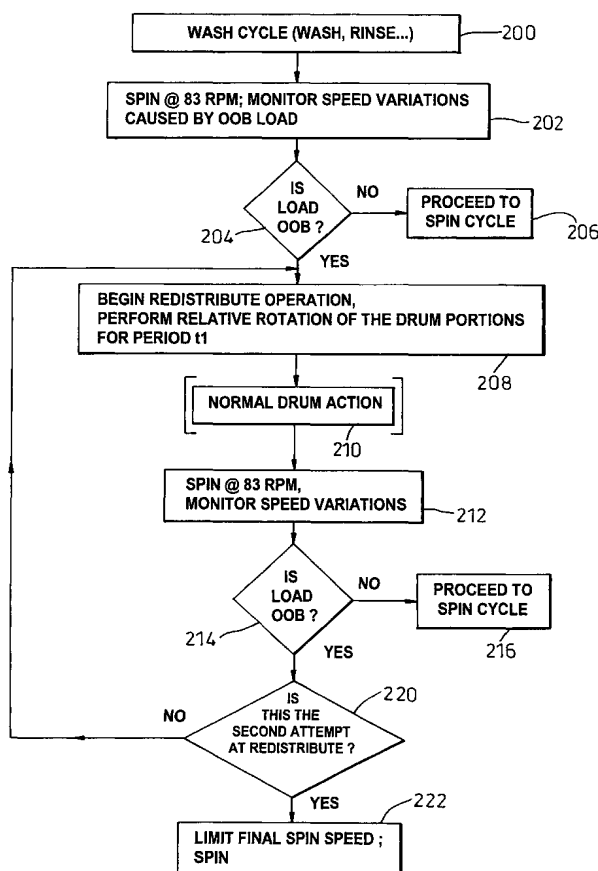 WASH CYCLE (WASH, RINSE...)
200
SPIN @ 83 RPM; MONITOR SPEED VARIATIONS
CAUSED BY OOB LOAD
202
IS
LOAD
OOB ?
204
NO
PROCEED TO
SPIN CYCLE
206
YES
BEGIN REDISTRIBUTE OPERATION,
PERFORM RELATIVE ROTATION OF THE DRUM PORTIONS
FOR PERIOD t1
208
NORMAL DRUM ACTION
210
SPIN @ 83 RPM,
MONITOR SPEED VARIATIONS
212
IS
LOAD
OOB ?
214
NO
PROCEED TO
SPIN CYCLE
216
YES
IS
THIS THE
SECOND ATTEMPT
AT REDISTRIBUTE ?
220
NO
YES
222
LIMIT FINAL SPIN SPEED ;
SPIN